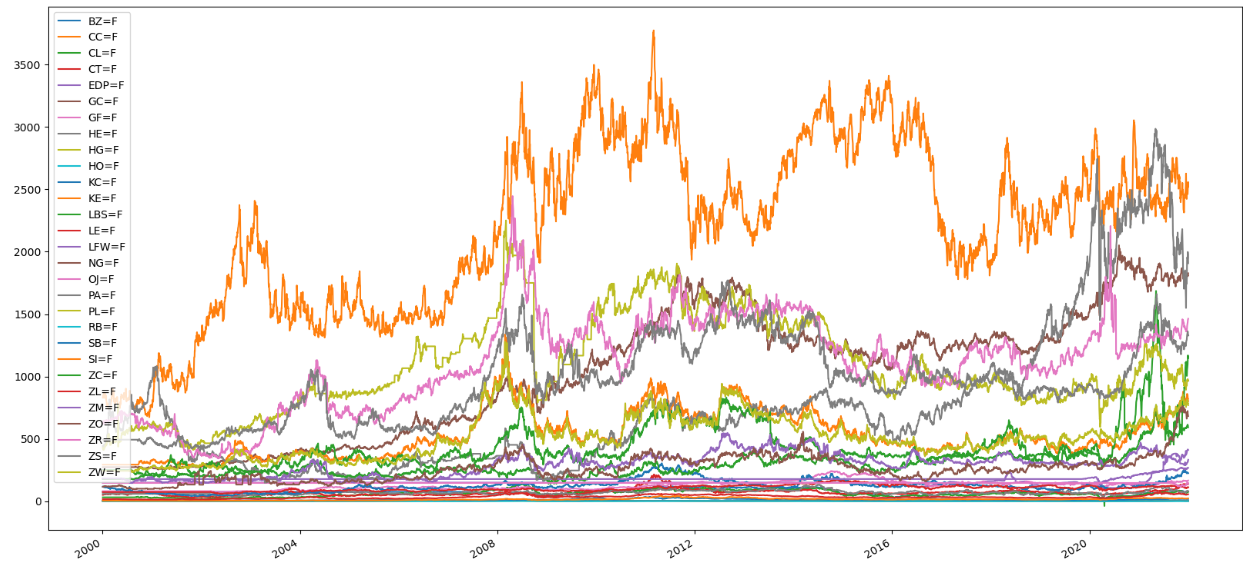 BZ=F
CC=F
CL=F
CT=F
EDP=F
GC=F
GF=F
HE=F
HG=F
HO=F
KC=F
KE=F
LBS=F
LE=F
LFW=F
NG=F
OJ=F
PA=F
PL=F
RB=F
SB=F
SI=F
ZC=F
ZL=F
ZM=F
ZO=F
ZR=F
ZS=F
ZW=F
3500
3000
2500
2000
1500
1000
500
0
2000 2004 2008 2012 2016 2020